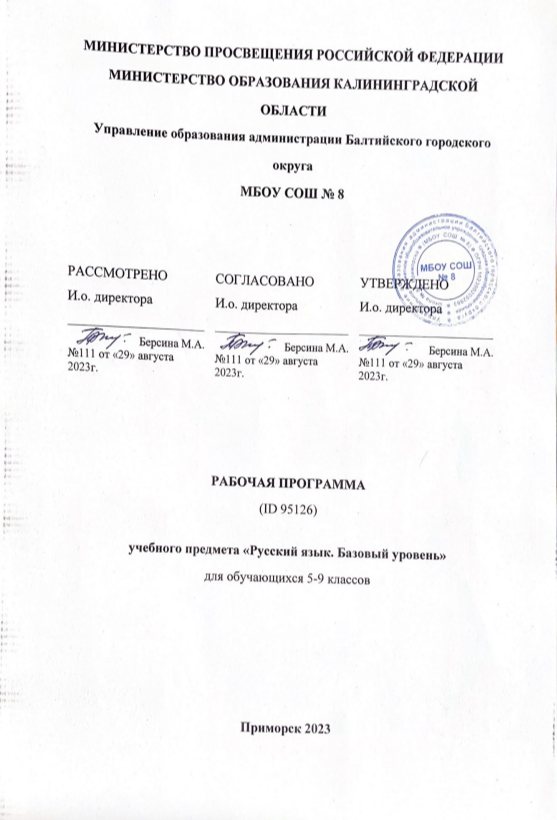 МИНИСТЕРСТВО ПРОСВЕЩЕНИЯ РОССИЙСКОЙ ФЕДЕРАЦИИ
МИНИСТЕРСТВО ОБРАЗОВАНИЯ КАЛИНИНГРАДСКОЙ
ОБЛАСТИ
Управление образования администрации Балтийского городского
округа
МБОУ СОШ № 8
РАССМОТРЕНО
И.о. директора
Берсина М.А.
№111 от «29» августа
2023г.
СОГЛАСОВАНО
И.о. директора
Берсина М.А.
№111 от «29» августа
2023г.
МБОУ СОШ
№ 8
УТВЕРЖДЕНО
И.о. директора
Берсина М.А.
№111 от «29» августа
2023г.
РАБОЧАЯ ПРОГРАММА
(ID 95126)
учебного предмета «Русский язык. Базовый уровень»
для обучающихся 5-9 классов
Приморск 2023